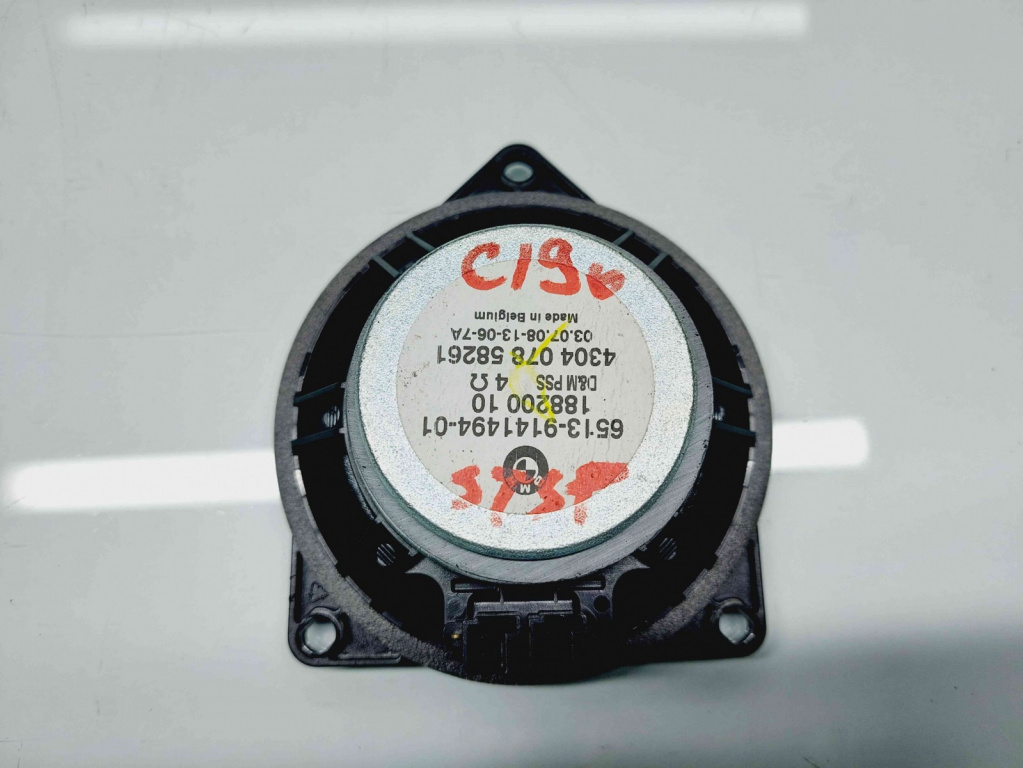 C19
BMW
6513-9141494-01
188200 10
D&M PSS 4 Ω
4304 078 58261
03.07.08-13-06-7A
Made in Belgium